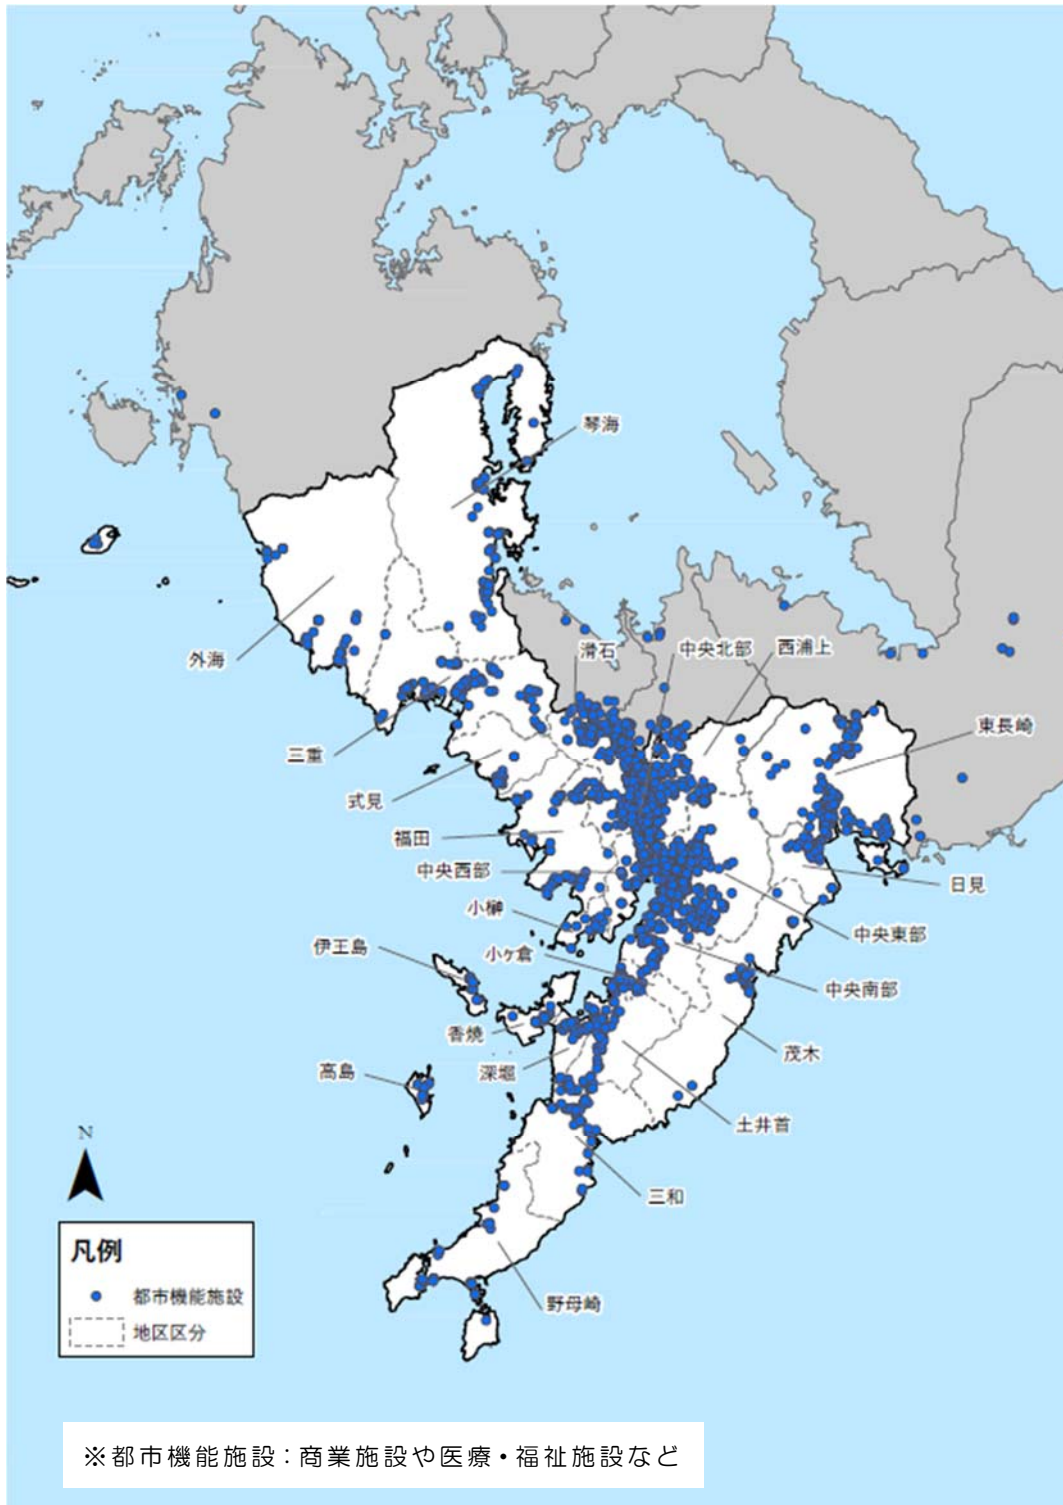 琴海
滑石
中央北部
西浦上
外海
東長崎
三重
式見
福田
中央西部
日見
小榊
中央東部
伊王島
小ケ倉
中央南部
香焼
茂木
高島
深堀
土井首
N
三和
凡例
都市機能施設
野母崎
地区区分
※都市機能施設：商業施設や医療・福祉施設など